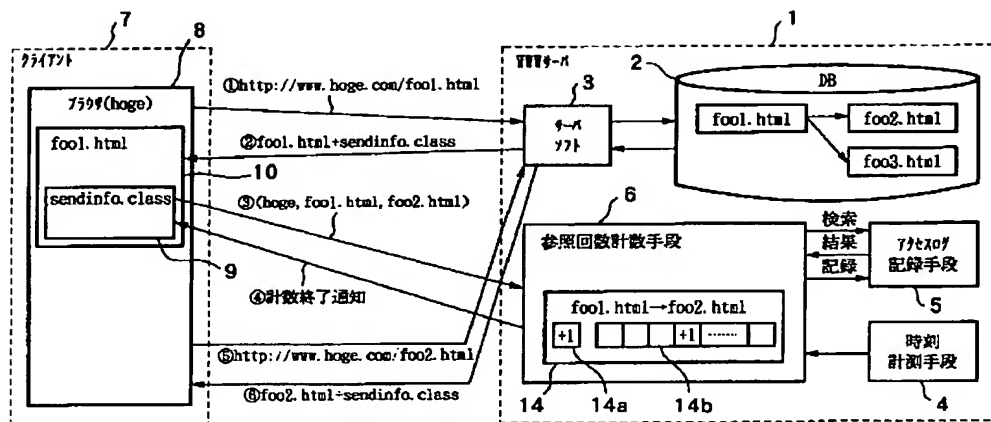 7
8
1
クライアント
WWWサーバ
ブラウザ(hoge)
①http://www.hoge.com/foo1.html
3
2
DB
foo1.html
サーバ
ソフト
foo1.html
foo2.html
②foo1.html+sendinfo.class
foo3.html
10
sendinfo.class
③(hoge,foo1.html,foo2.html)
6
9
参照回数計数手段
検索
結果
記録
アクセスログ
記録手段
④計数終了通知
5
foo1.html→foo2.html
+1
+1
⑤http://www.hoge.com/foo2.html
時刻
計測手段
⑥foo2.html+sendinfo.class
14
14a
14b
4